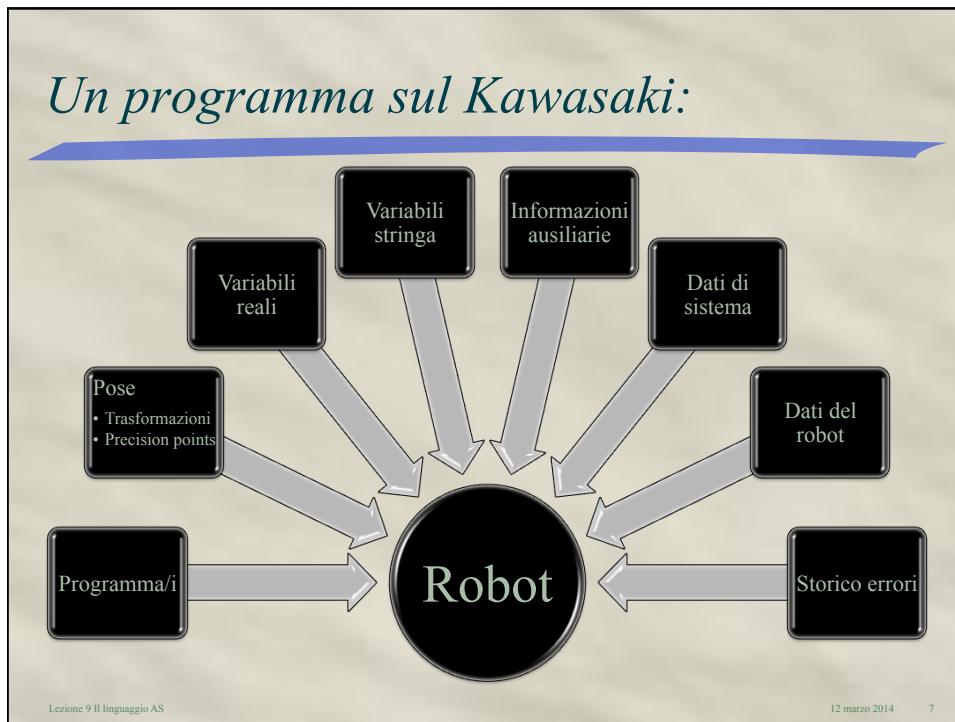 Un programma sul Kawasaki:
Variabili
stringa
Informazioni
ausiliarie
Variabili
reali
Dati di
sistema
Pose
• Trasformazioni
• Precision points
Dati del
robot
Programma/i
Robot
Storico errori
Lezione 9 Il linguaggio AS
12 marzo 2014
7